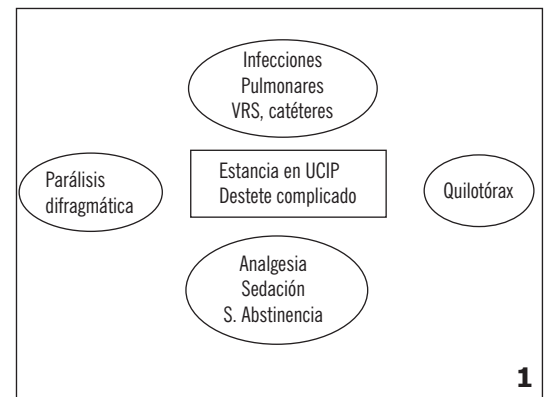 Infecciones
Pulmonares
VRS, catéteres
Parálisis
difragmática
Estancia en UCIP
Destete complicado
Quilotórax
Analgesia
Sedación
S. Abstinencia
1